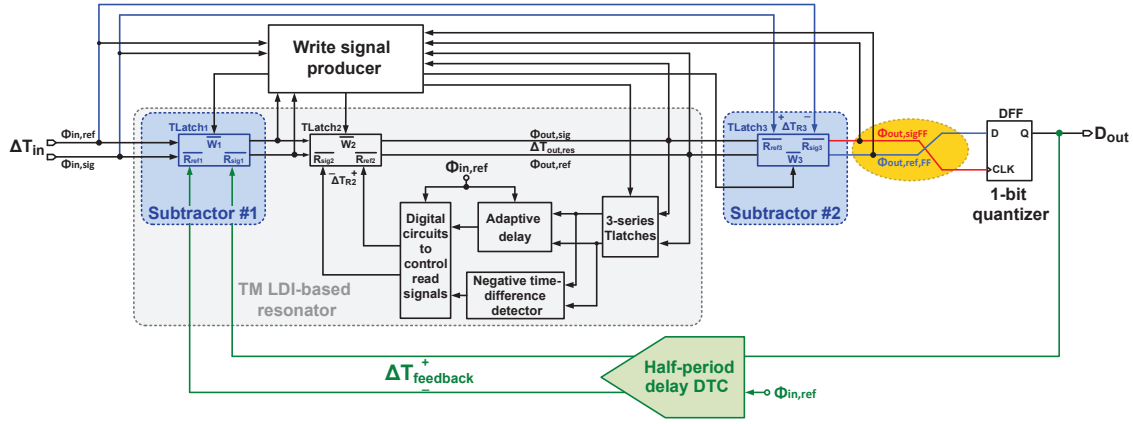 Write signal
producer
DFF
Φin,ref
TLatch1
W1
TLatch2
W2
Φout,sig
TLatch3
+ ΔTR3 −
Φout,sigFF
D Q
Dout
ΔTin
Rref1 Rsig1
Rsig2 Rref2
ΔTout,res
Rref3 Rsig3
W3
Φin,sig
− ΔTR2 +
Φout,ref
Φout,ref,FF
CLK
Φin,ref
Subtractor #1
Subtractor #2
1-bit
quantizer
Digital
circuits
to
control
read
signals
Adaptive
delay
3-series
Tlatches
Negative time-
difference
detector
TM LDI-based
resonator
+
ΔTfeedback
−
Half-period
delay DTC
Φin,ref